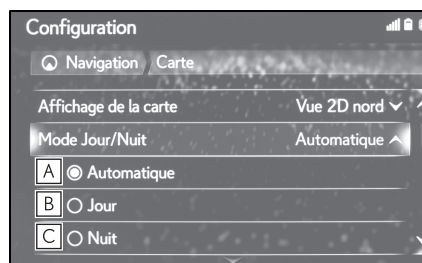 Configuration
Navigation Carte
Affichage de la carte Vue 2D nord
Mode Jour/Nuit Automatique
A Automatique
B Jour
C Nuit